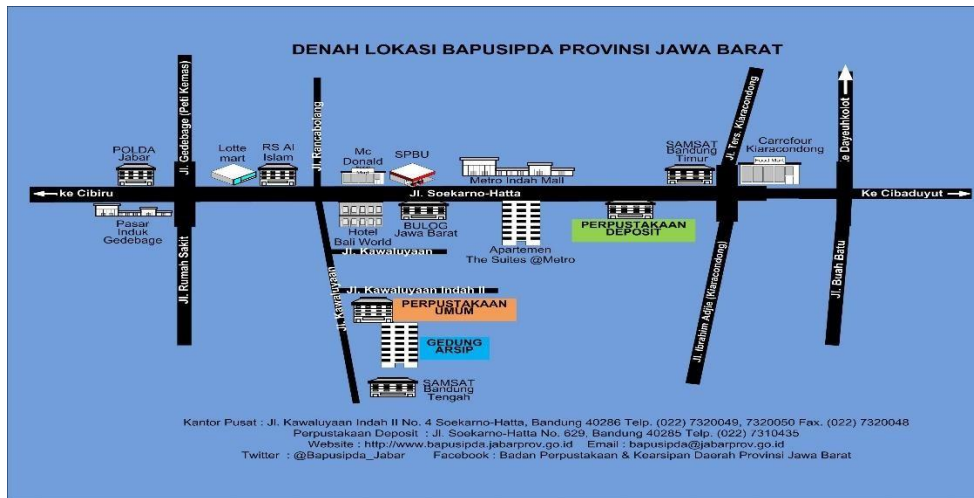 DENAH LOKASI BAPUSIPDA PROVINSI JAWA BARAT
Jl. Gedebage (Peti Kemas)
Jl. Rancabolang
Jl. Ters. Kiaracondong
ke Dayeuhkolot
POLDA
Jabar
Lotte
mart
RS Al
Islam
Mc
Donald
SPBU
Metro Indah Mall
SAMSAT
Bandung
Timur
Carrefour
Kiaracondong
Food Mart
ke Cibiru
Jl. Soekarno-Hatta
Ke Cibaduyut
Pasar
Induk
Gedebage
Hotel
Bali World
BULOG
Jawa Barat
Apartemen
The Suites @Metro
PERPUSTAKAAN
DEPOSIT
Jl. Rumah Sakit
Jl. Kawaluyaan
Jl. Kawaluyaan
Jl. Kawaluyaan Indah II
Jl. Ibrahim Adjie (Kiaracondong)
Jl. Buah Batu
PERPUSTAKAAN
UMUM
GEDUNG
ARSIP
SAMSAT
Bandung
Tengah
Kantor Pusat : Jl. Kawaluyaan Indah II No. 4 Soekarno-Hatta, Bandung 40286 Telp. (022) 7320049, 7320050 Fax. (022) 7320048
Perpustakaan Deposit : Jl. Soekarno-Hatta No. 629, Bandung 40285 Telp. (022) 7310435
Website : http://www.bapusipda.jabarprov.go.id Email : bapusipda@jabarprov.go.id
Twitter : @Bapusipda_Jabar Facebook : Badan Perpustakaan & Kearsipan Daerah Provinsi Jawa Barat